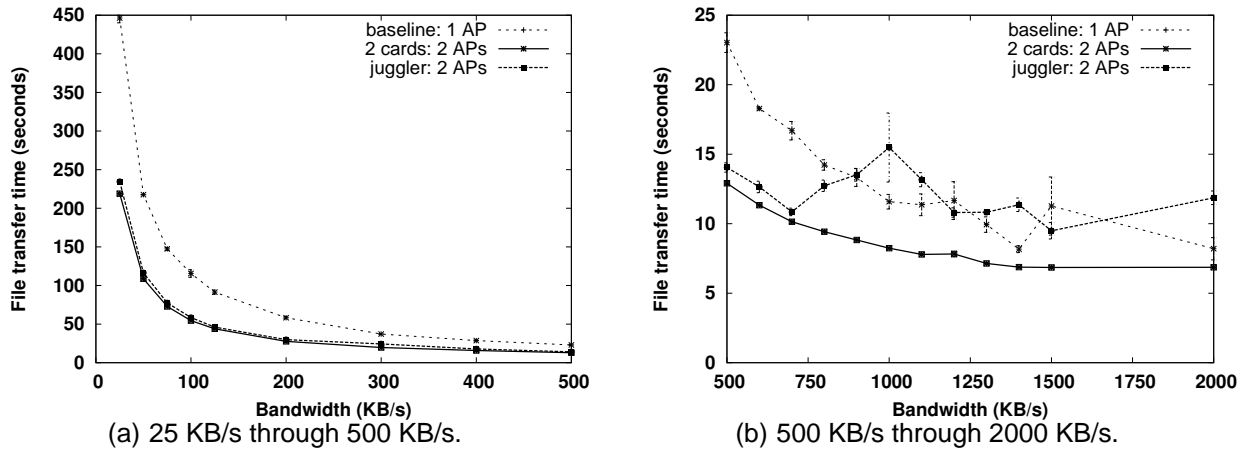 450
400
350
300
250
200
150
100
50
0
File transfer time (seconds)
baseline: 1 AP
2 cards: 2 APs
juggler: 2 APs
0 100 200 300 400 500
Bandwidth (KB/s)
(a) 25 KB/s through 500 KB/s.
25
20
15
10
5
0
File transfer time (seconds)
baseline: 1 AP
2 cards: 2 APs
juggler: 2 APs
500 750 1000 1250 1500 1750 2000
Bandwidth (KB/s)
(b) 500 KB/s through 2000 KB/s.